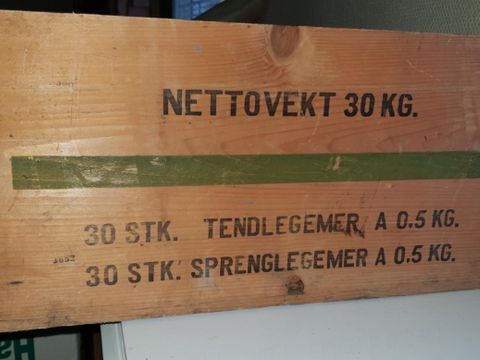 NETTOVEKT 30 KG.
30 STK. TENDLEGEMER A 0.5 KG.
30 STK. SPRENGLEGEMER A 0.5 KG.